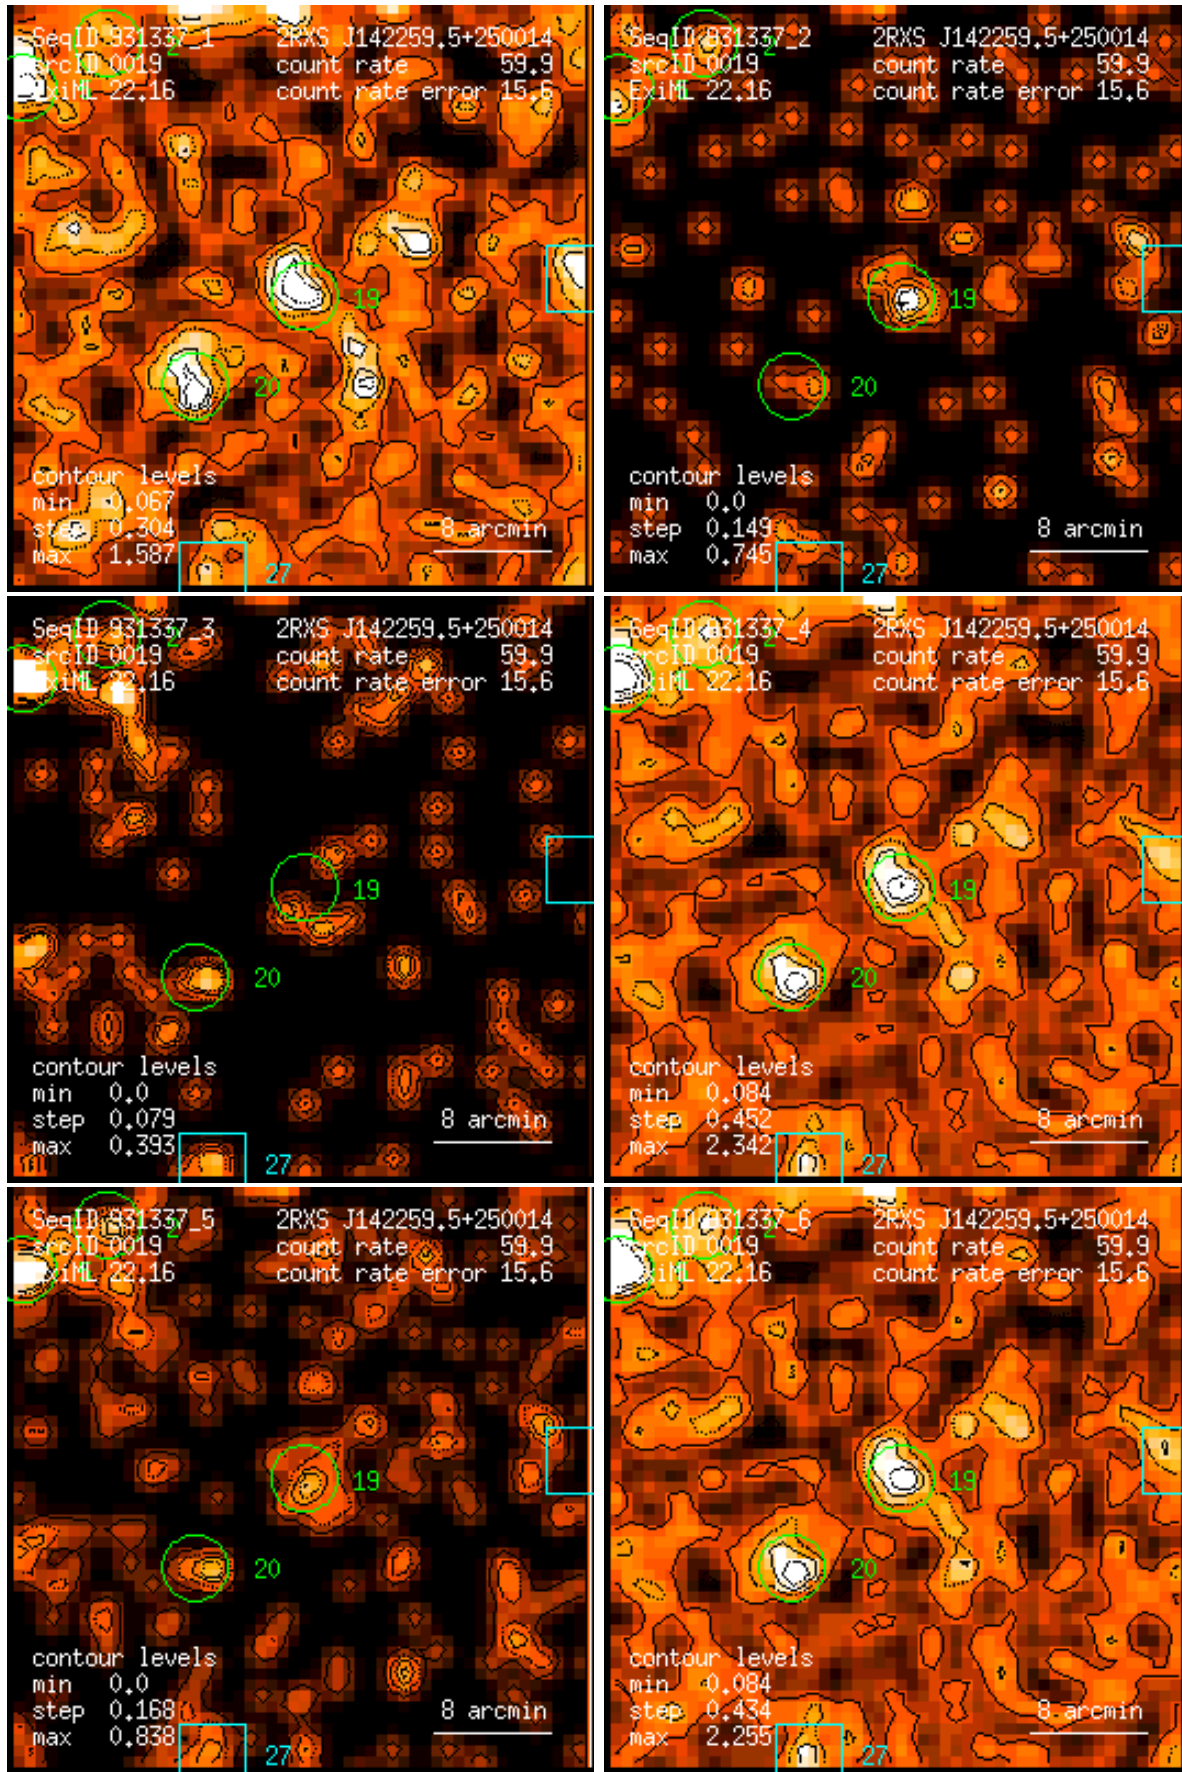 SeqID 931337_1 2RXS J142259.5+250014
srcID 0019 count rate 59.9
ExiML 22.16 count rate error 15.6
19
20
contour levels
min 0.067
step 0.304
max 1.587
8 arcmin
27
SeqID 931337_2 2RXS J142259.5+250014
srcID 0019 count rate 59.9
ExiML 22.16 count rate error 15.6
19
20
contour levels
min 0.0
step 0.149
max 0.745
8 arcmin
27
SeqID 931337_3 2RXS J142259.5+250014
srcID 0019 count rate 59.9
ExiML 22.16 count rate error 15.6
19
20
contour levels
min 0.0
step 0.079
max 0.393
8 arcmin
27
SeqID 931337_4 2RXS J142259.5+250014
srcID 0019 count rate 59.9
ExiML 22.16 count rate error 15.6
19
20
contour levels
min 0.084
step 0.452
max 2.342
8 arcmin
27
SeqID 931337_5 2RXS J142259.5+250014
srcID 0019 count rate 59.9
ExiML 22.16 count rate error 15.6
19
20
contour levels
min 0.0
step 0.168
max 0.838
8 arcmin
27
SeqID 931337_6 2RXS J142259.5+250014
srcID 0019 count rate 59.9
ExiML 22.16 count rate error 15.6
19
20
contour levels
min 0.084
step 0.434
max 2.255
8 arcmin
27